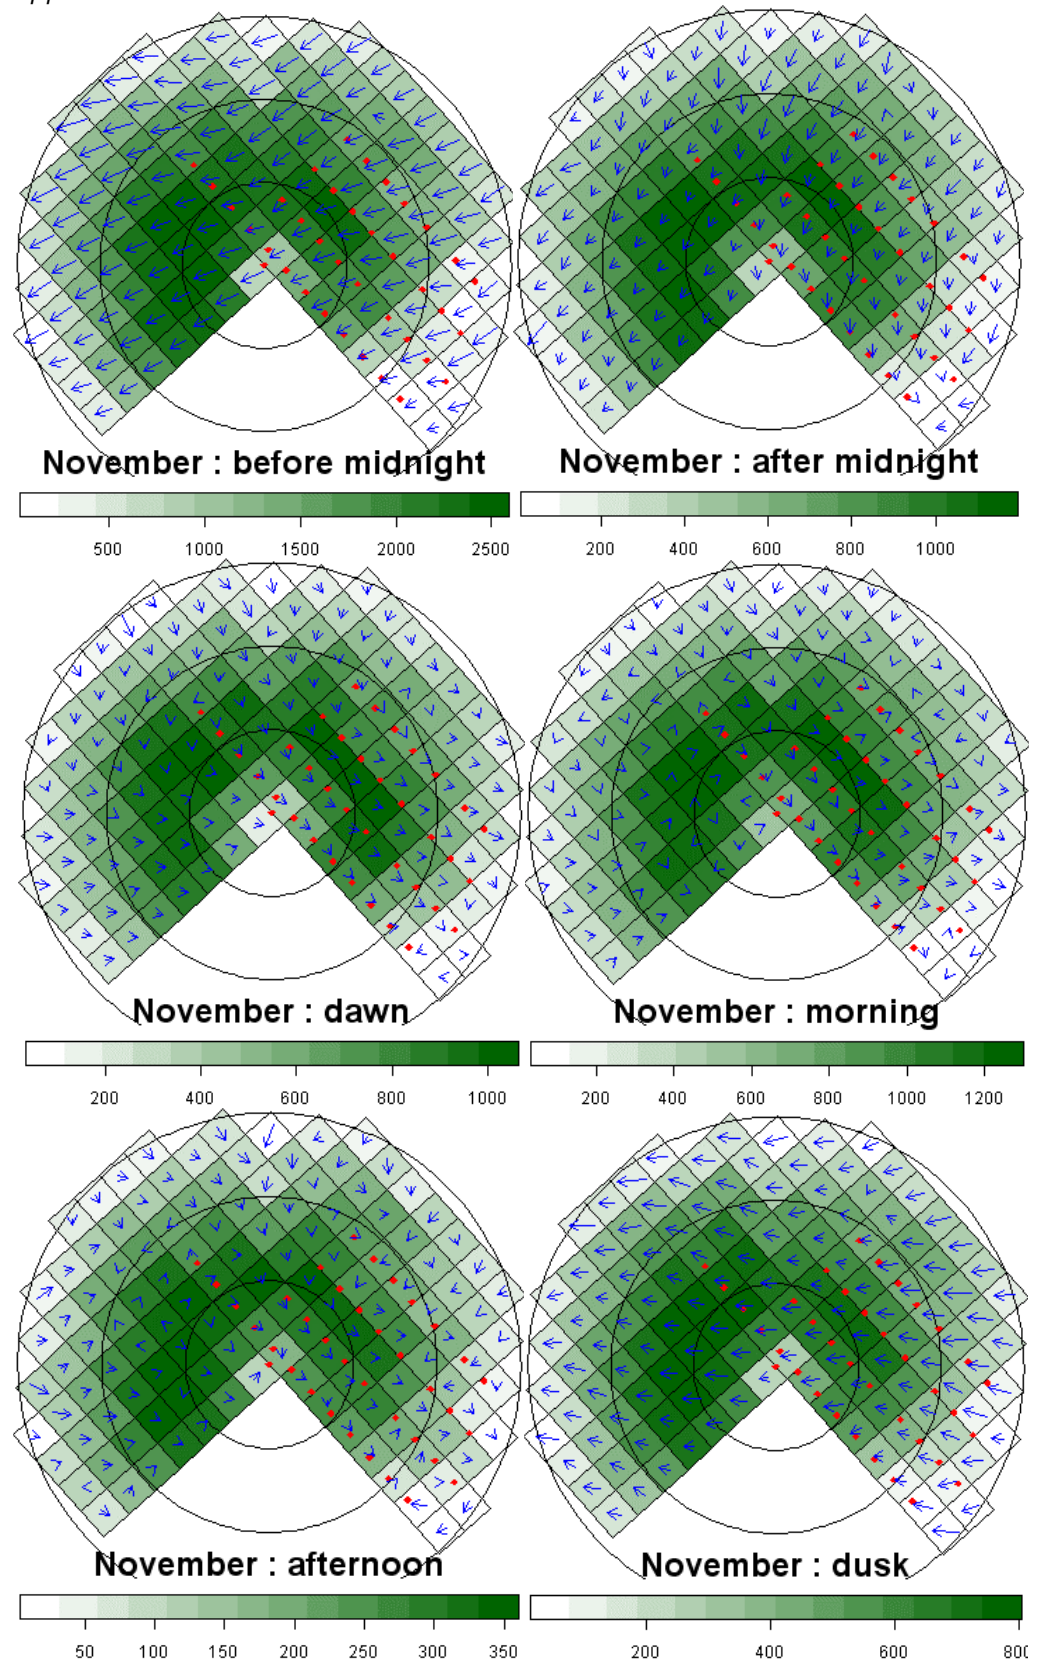 November : before midnight
November : after midnight
500 1000 1500 2000 2500
200 400 600 800 1000
November : dawn
November : morning
200 400 600 800 1000
200 400 600 800 1000 1200
November : afternoon
November : dusk
50 100 150 200 250 300 350
200 400 600